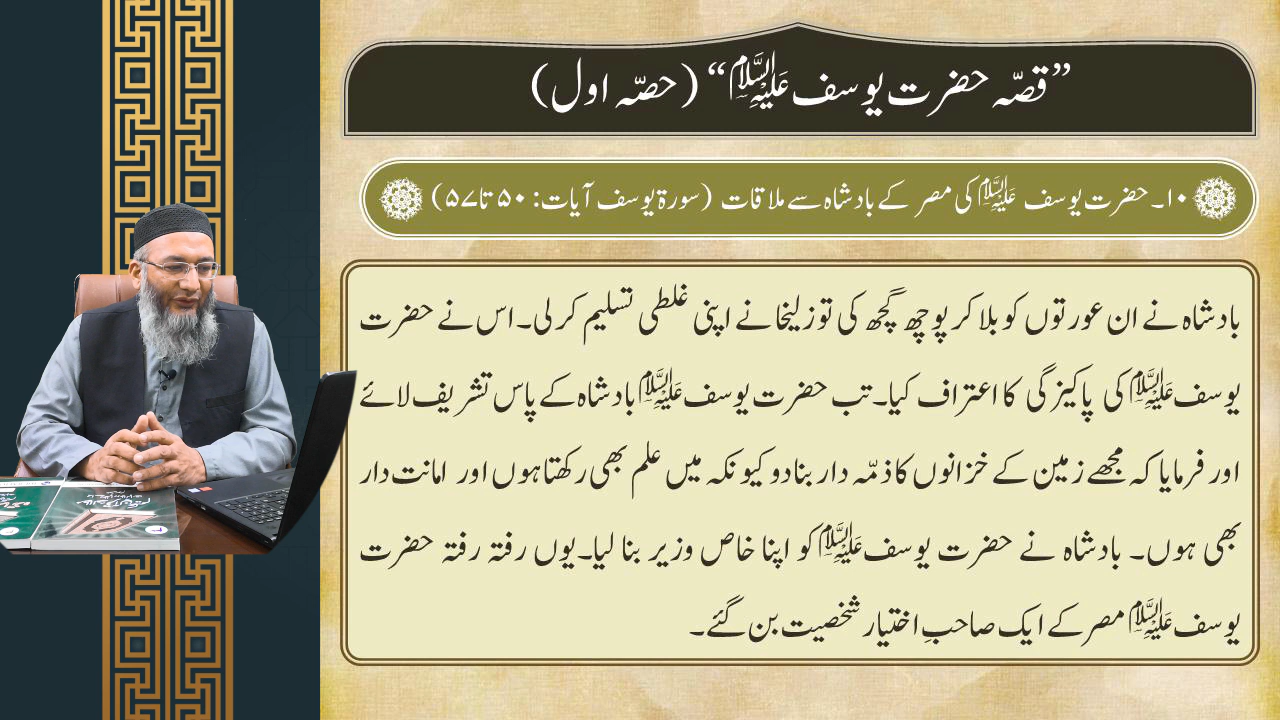 ”قصّہ حضرت یوسف علیہ السلام“ (حصّہ اول)
۱۰۔ حضرت یوسف علیہ السلام کی مصر کے بادشاہ سے ملاقات (سورۃ یوسف آیات: ۵۰ تا ۵۷)
بادشاہ نے ان عورتوں کو بلا کر پوچھ گچھ کی تو زلیخا نے اپنی غلطی تسلیم کر لی۔ اس نے حضرت
یوسف علیہ السلام کی پاکیزگی کا اعتراف کیا۔ تب حضرت یوسف علیہ السلام بادشاہ کے پاس تشریف لائے
اور فرمایا کہ مجھے زمین کے خزانوں کا ذمّہ دار بنا دو کیونکہ میں علم بھی رکھتا ہوں اور امانت دار
بھی ہوں۔ بادشاہ نے حضرت یوسف علیہ السلام کو اپنا خاص وزیر بنا لیا۔ یوں رفتہ رفتہ حضرت
یوسف علیہ السلام مصر کے ایک صاحبِ اختیار شخصیت بن گئے۔